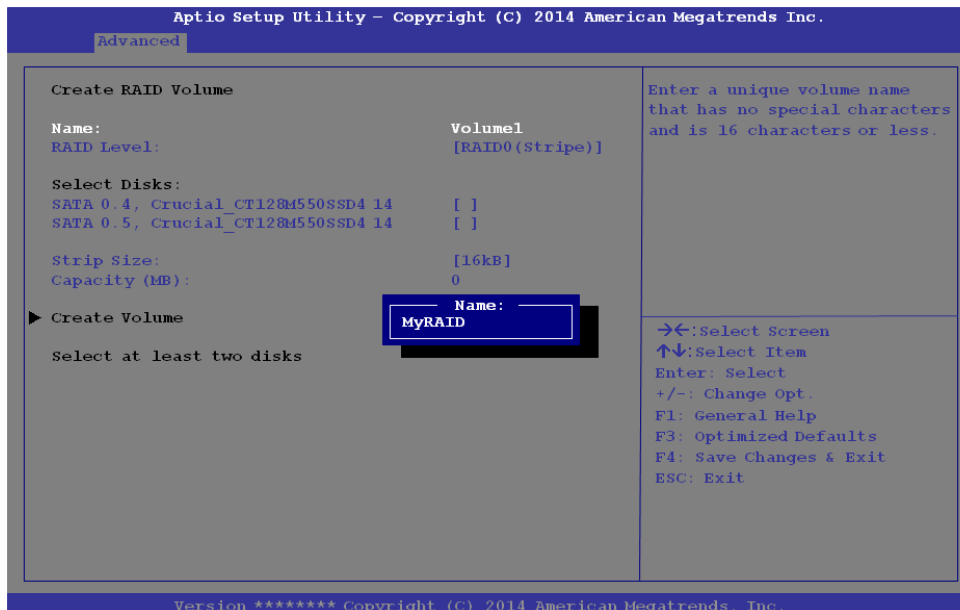 Aptio Setup Utility – Copyright (C) 2014 American Megatrends Inc.
Advanced
Create RAID Volume
Name: Volume1
RAID Level: [RAID0(Stripe)]
Select Disks:
SATA 0.4, Crucial_CT128M550SSD4 14 [ ]
SATA 0.5, Crucial_CT128M550SSD4 14 [ ]
Strip Size: [16kB]
Capacity (MB): 0
▶ Create Volume
Select at least two disks
Name:
MyRAID
Enter a unique volume name
that has no special characters
and is 16 characters or less.
→←:Select Screen
↑↓:Select Item
Enter: Select
+/-: Change Opt.
F1: General Help
F3: Optimized Defaults
F4: Save Changes & Exit
ESC: Exit
Version ******** Copyright (C) 2014 American Megatrends, Inc.